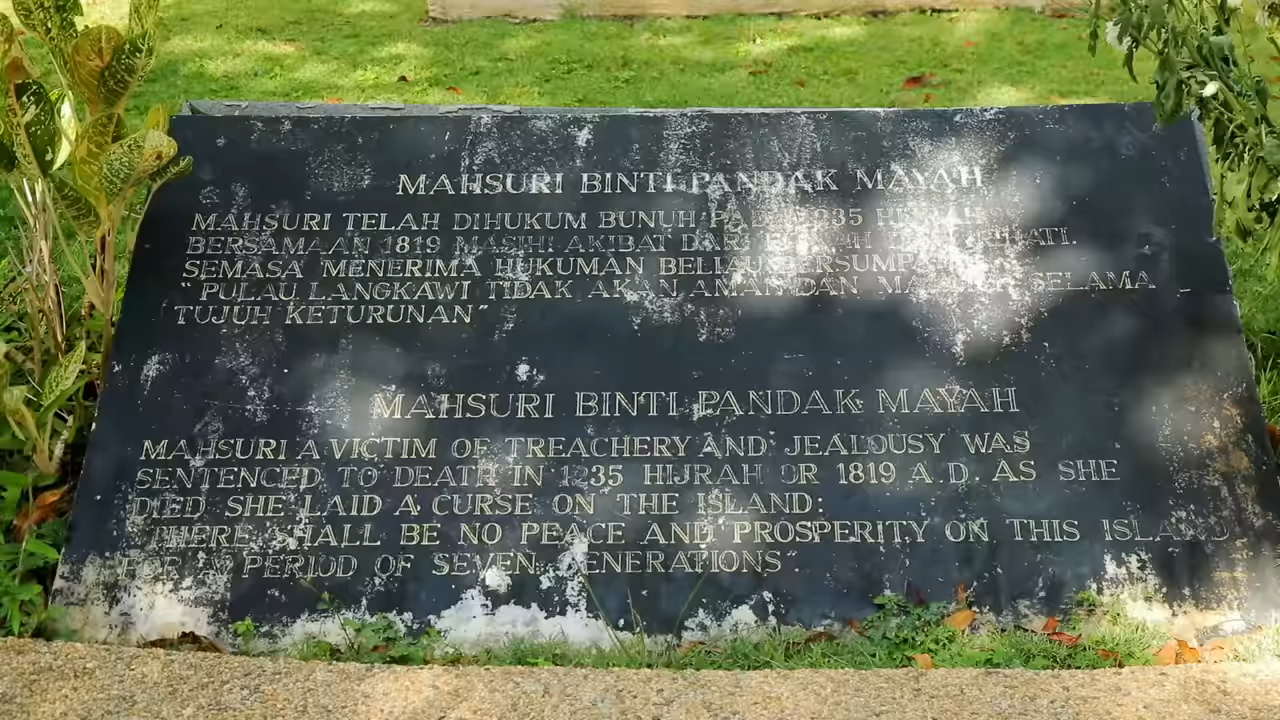 MAHSURI BINTI PANDAK MAYAH
MAHSURI TELAH DIHUKUM BUNUH PADA 1235 HIJRAH
BERSAMAAN 1819 MASIHI AKIBAT DARI
SEMASA MENERIMA HUKUMAN BELIAU BERSUMPAH
"PULAU LANGKAWI TIDAK AKAN AMAN DAN SELAMA
TUJUH KETURUNAN"
MAHSURI BINTI PANDAK MAYAH
MAHSURI A VICTIM OF TREACHERY AND JEALOUSY WAS
SENTENCED TO DEATH IN 1235 HIJRAH OR 1819 A.D. AS SHE
DIED SHE LAID A CURSE ON THE ISLAND:
"THERE SHALL BE NO PEACE AND PROSPERITY ON THIS ISLAND
FOR A PERIOD OF SEVEN GENERATIONS"